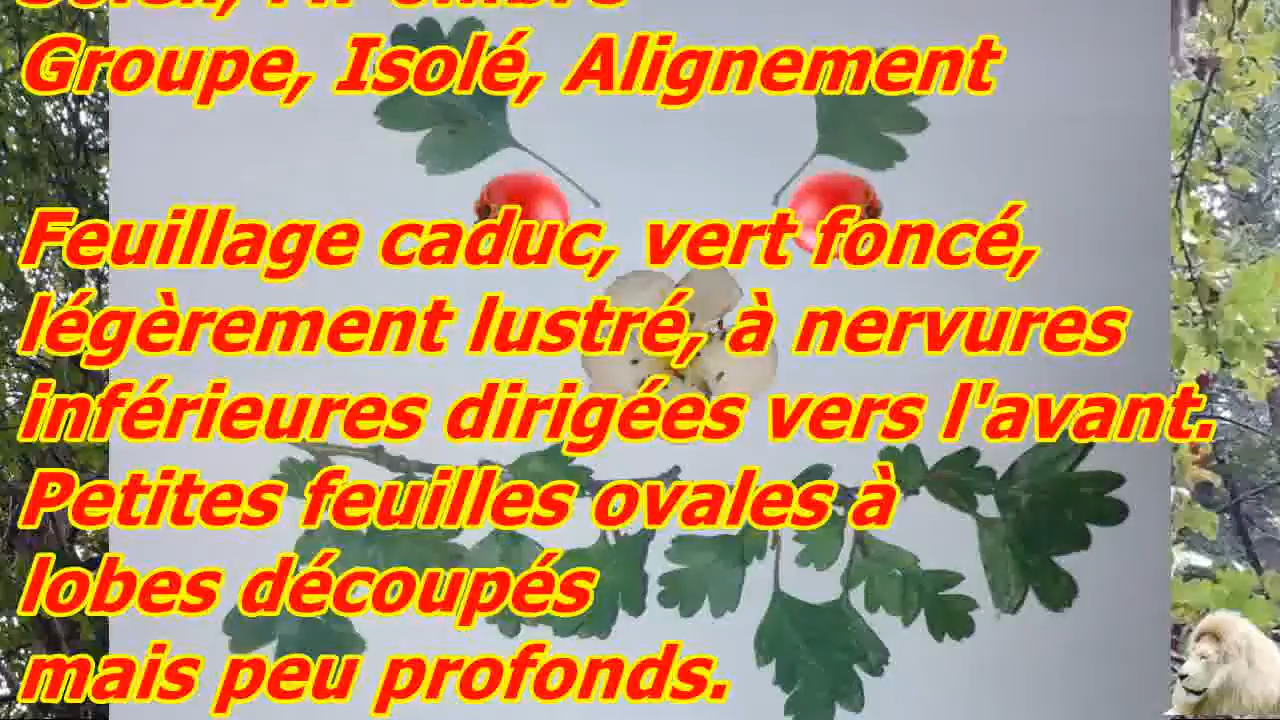 Groupe, Isolé, Alignement
Feuillage caduc, vert foncé,
légèrement lustré, à nervures
inférieures dirigées vers l'avant.
Petites feuilles ovales à
lobes découpés
mais peu profonds.